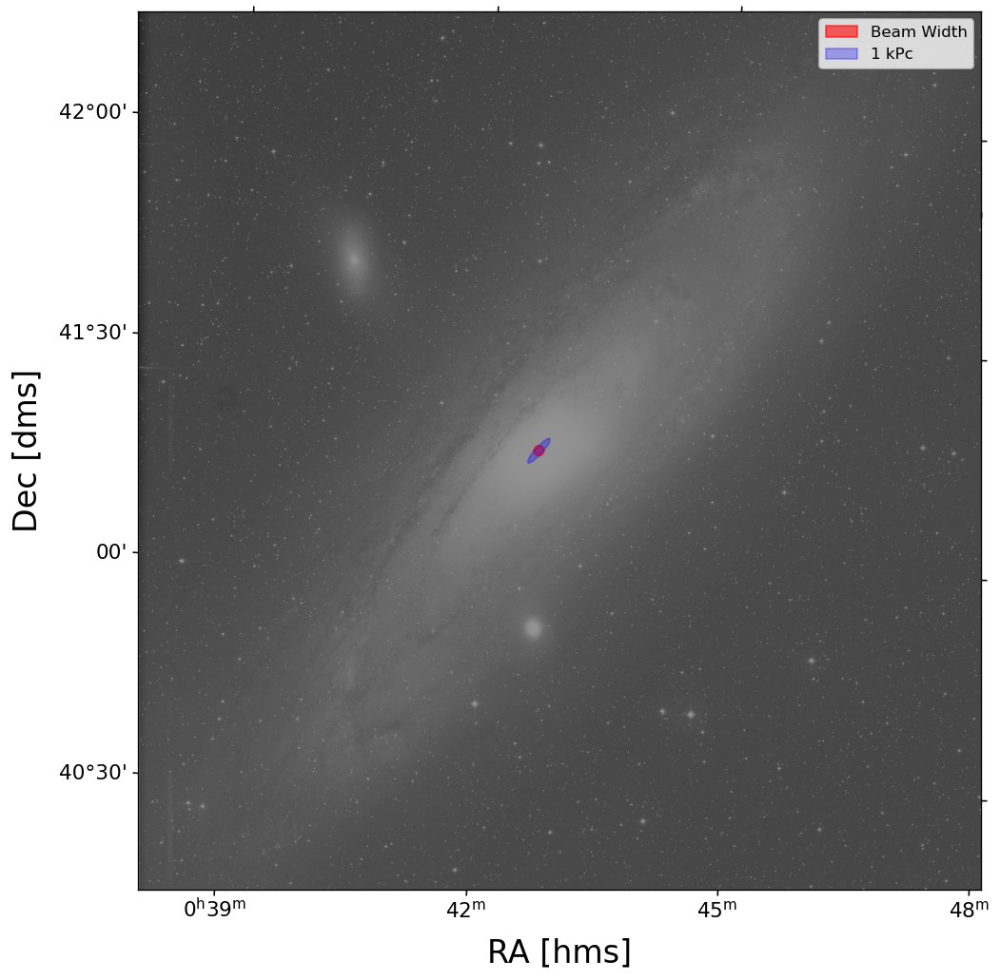 Beam Width
1 kPc
42°00'
41°30'
00'
40°30'
Dec [dms]
0ʰ39ᵐ 42ᵐ 45ᵐ 48ᵐ
RA [hms]